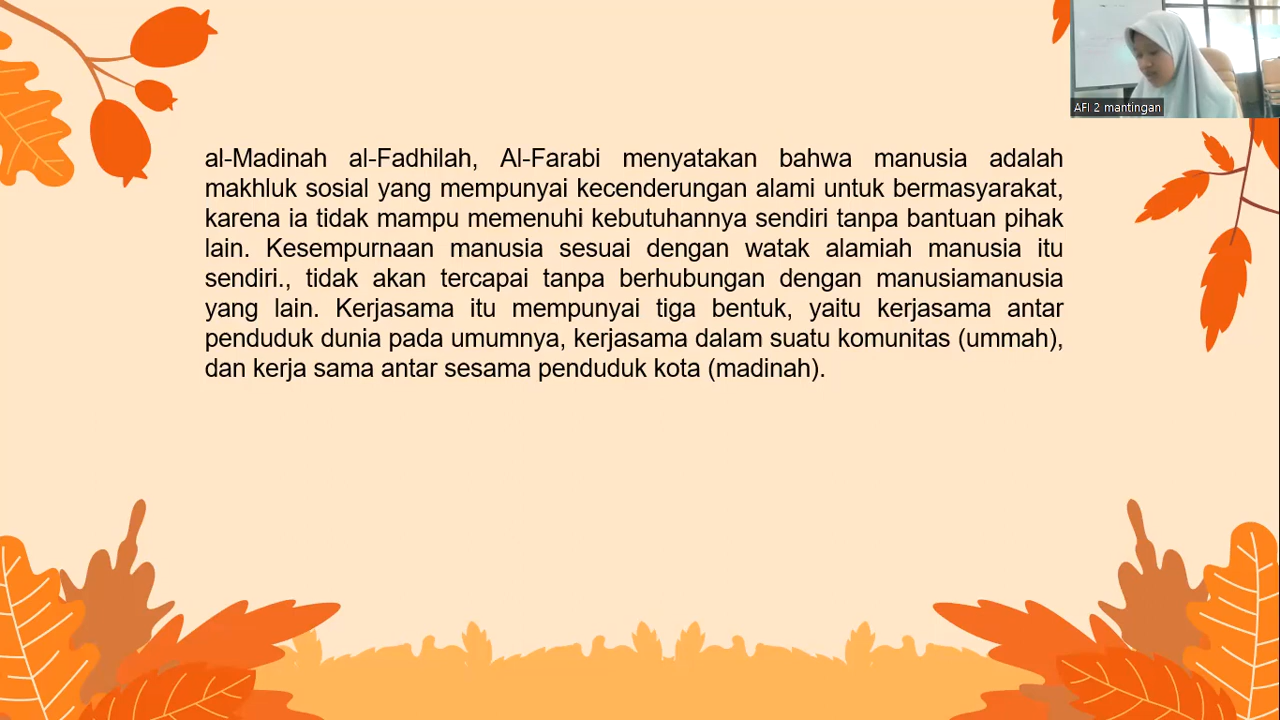 AFI 2 mantingan
al-Madinah al-Fadhilah, Al-Farabi menyatakan bahwa manusia adalah
makhluk sosial yang mempunyai kecenderungan alami untuk bermasyarakat,
karena ia tidak mampu memenuhi kebutuhannya sendiri tanpa bantuan pihak
lain. Kesempurnaan manusia sesuai dengan watak alamiah manusia itu
sendiri., tidak akan tercapai tanpa berhubungan dengan manusiamanusia
yang lain. Kerjasama itu mempunyai tiga bentuk, yaitu kerjasama antar
penduduk dunia pada umumnya, kerjasama dalam suatu komunitas (ummah),
dan kerja sama antar sesama penduduk kota (madinah).